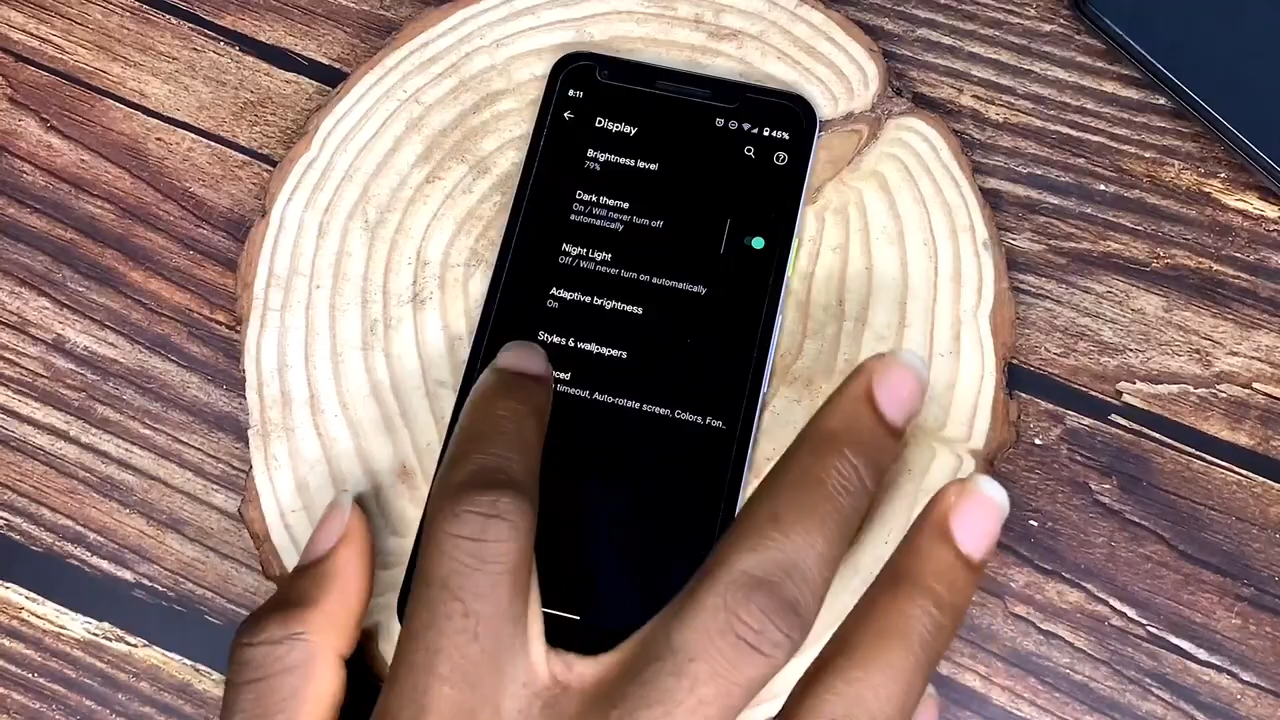 8:11
45%
Display
Brightness level
79%
Dark theme
On / Will never turn off
automatically
Night Light
Off / Will never turn on automatically
Adaptive brightness
On
Styles & wallpapers
timeout, Auto-rotate screen, Colors, Fon..